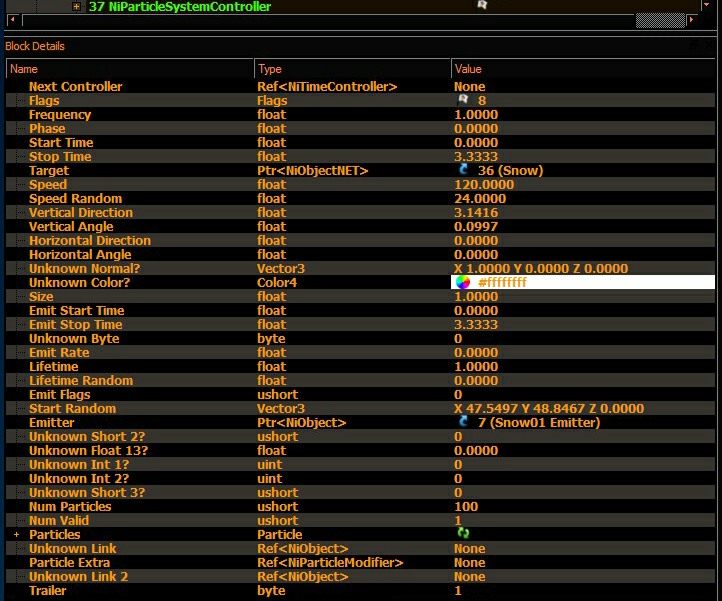 37 NiParticleSystemController
Block Details
Name Type Value
Next Controller Ref<NiTimeController> None
Flags Flags 8
Frequency float 1.0000
Phase float 0.0000
Start Time float 0.0000
Stop Time float 3.3333
Target Ptr<NiObjectNET> 36 (Snow)
Speed float 120.0000
Speed Random float 24.0000
Vertical Direction float 3.1416
Vertical Angle float 0.0997
Horizontal Direction float 0.0000
Horizontal Angle float 0.0000
Unknown Normal? Vector3 X 1.0000 Y 0.0000 Z 0.0000
Unknown Color? Color4 #ffffffff
Size float 1.0000
Emit Start Time float 0.0000
Emit Stop Time float 3.3333
Unknown Byte byte 0
Emit Rate float 0.0000
Lifetime float 1.0000
Lifetime Random float 0.0000
Emit Flags ushort 0
Start Random Vector3 X 47.5497 Y 48.8467 Z 0.0000
Emitter Ptr<NiObject> 7 (Snow01 Emitter)
Unknown Short 2? ushort 0
Unknown Float 13? float 0.0000
Unknown Int 1? uint 0
Unknown Int 2? uint 0
Unknown Short 3? ushort 0
Num Particles ushort 100
Num Valid ushort 1
Particles Particle
Unknown Link Ref<NiObject> None
Particle Extra Ref<NiParticleModifier> None
Unknown Link 2 Ref<NiObject> None
Trailer byte 1